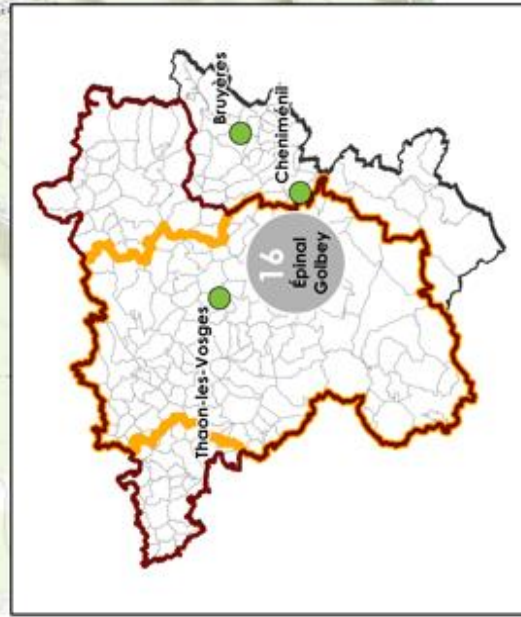 Bruyères
Cheniménil
16
Épinal
Golbey
Thaon-les-Vosges